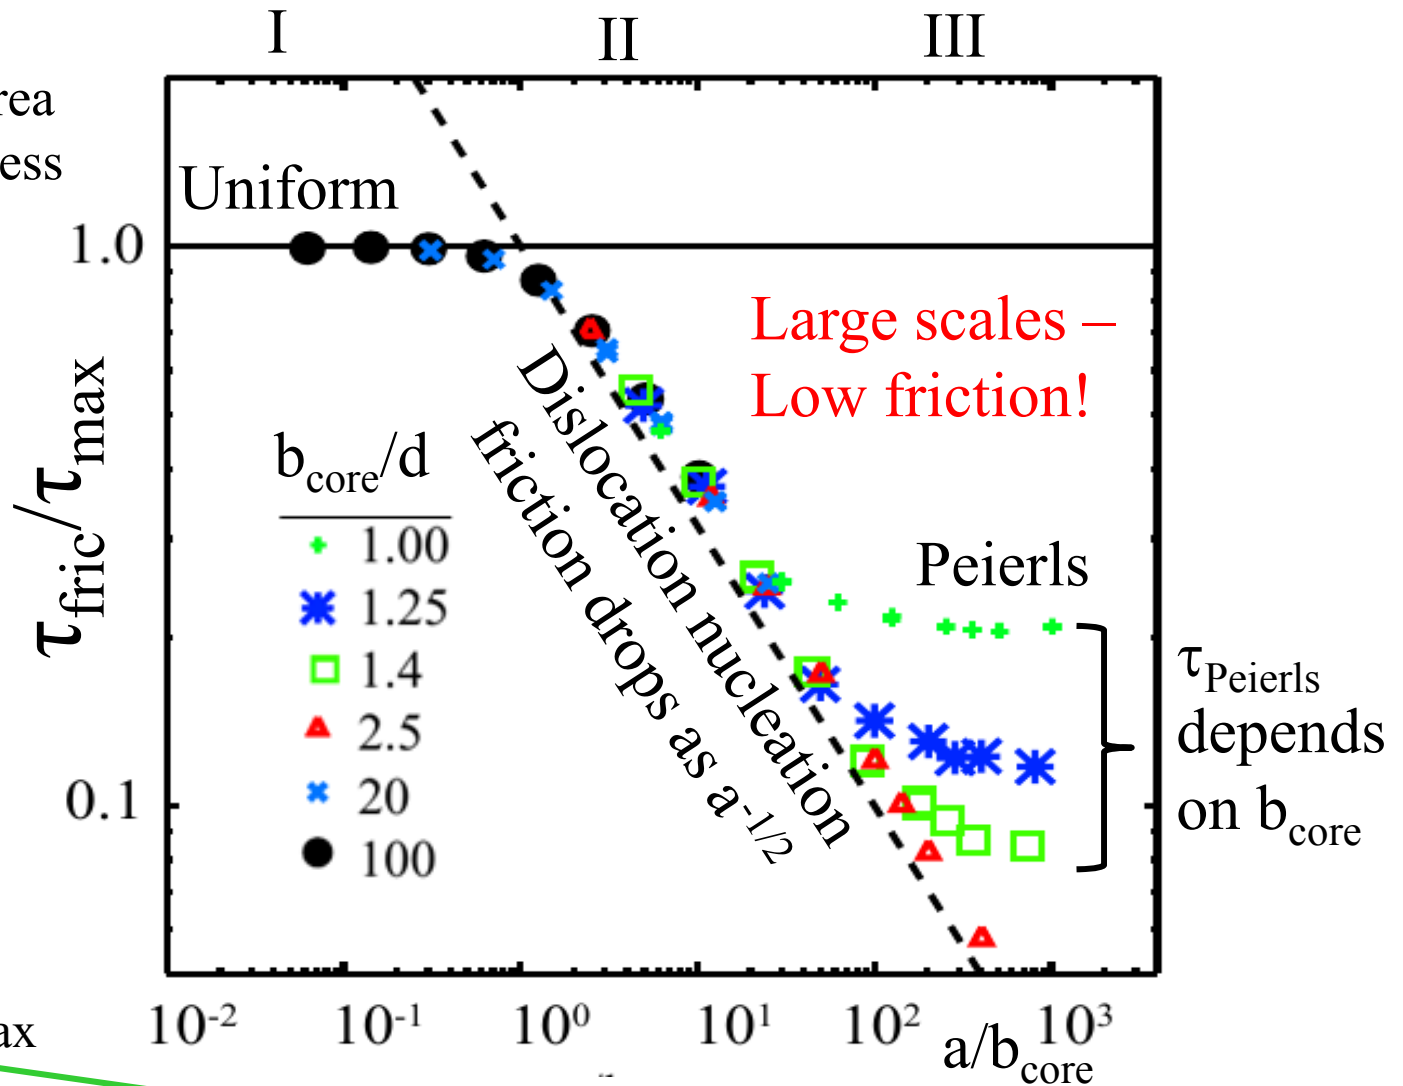 I II III
rea
ess
Uniform
1.0
Large scales –
Low friction!
Dislocation nucleation
friction drops as a-1/2
τfric/τmax
bcore/d
1.00
1.25
1.4
2.5
20
100
Peierls
τPeierls
depends
on bcore
0.1
10-2 10-1 100 101 102 103
a/bcore
ax